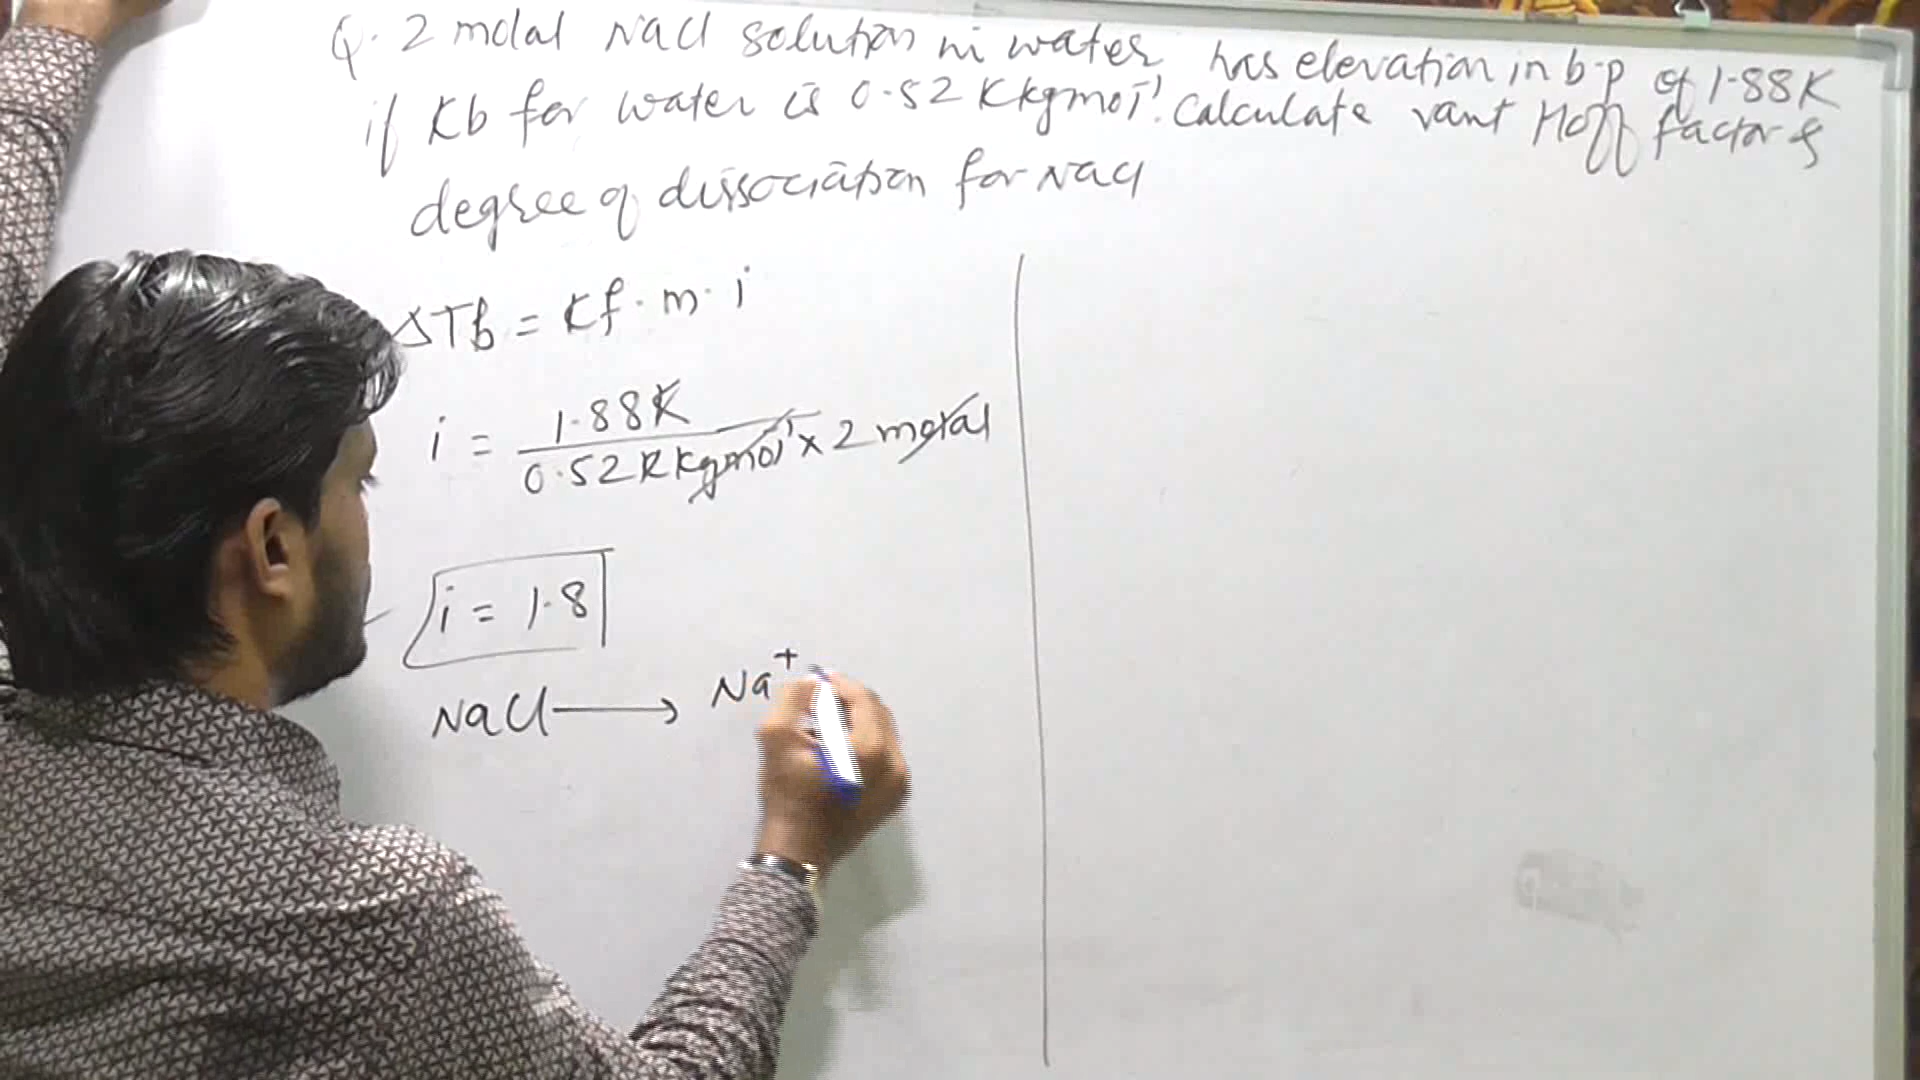 Q. 2 molal NaCl solution in water has elevation in b.p of 1.88K
if Kb for water is 0.52 K kg mol⁻¹. Calculate vant Hoff factor &
degree of dissociation for NaCl
ΔTb = Kf. m. i
i = 1.88K / 0.52 K kg mol⁻¹ × 2 molal
i = 1.8
NaCl → Na⁺